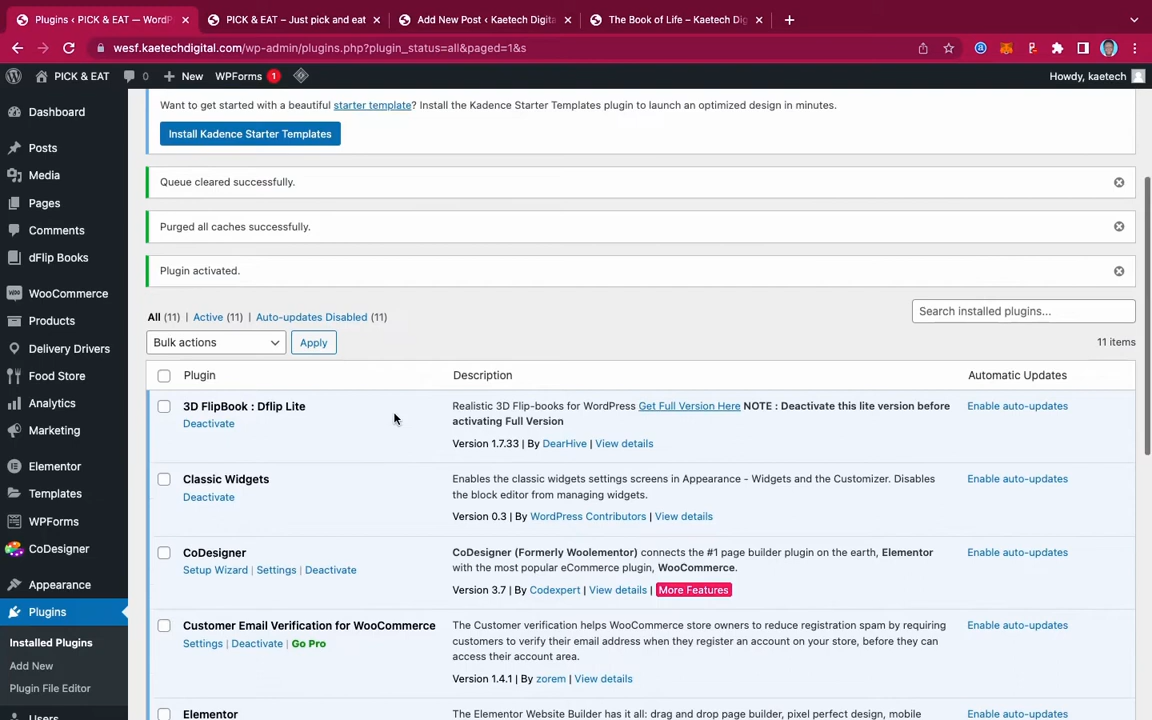 Plugins ‹ PICK & EAT — WordP
PICK & EAT – Just pick and eat
Add New Post ‹ Kaetech Digita
The Book of Life – Kaetech Dig
wesf.kaetechdigital.com/wp-admin/plugins.php?plugin_status=all&paged=1&s
PICK & EAT
0
New
WPForms 1
Howdy, kaetech
Dashboard
Posts
Media
Pages
Comments
dFlip Books
WooCommerce
Products
Delivery Drivers
Food Store
Analytics
Marketing
Elementor
Templates
WPForms
CoDesigner
Appearance
Plugins
Installed Plugins
Add New
Plugin File Editor
Users
Want to get started with a beautiful starter template? Install the Kadence Starter Templates plugin to launch an optimized design in minutes.
Install Kadence Starter Templates
Queue cleared successfully.
Purged all caches successfully.
Plugin activated.
All (11) | Active (11) | Auto-updates Disabled (11)
Search installed plugins...
Bulk actions
Apply
11 items
Plugin
Description
Automatic Updates
3D FlipBook : Dflip Lite
Deactivate
Realistic 3D Flip-books for WordPress Get Full Version Here NOTE : Deactivate this lite version before
activating Full Version
Version 1.7.33 | By DearHive | View details
Enable auto-updates
Classic Widgets
Deactivate
Enables the classic widgets settings screens in Appearance - Widgets and the Customizer. Disables
the block editor from managing widgets.
Version 0.3 | By WordPress Contributors | View details
Enable auto-updates
CoDesigner
Setup Wizard | Settings | Deactivate
CoDesigner (Formerly Woolementor) connects the #1 page builder plugin on the earth, Elementor
with the most popular eCommerce plugin, WooCommerce.
Version 3.7 | By Codexpert | View details | More Features
Enable auto-updates
Customer Email Verification for WooCommerce
Settings | Deactivate | Go Pro
The Customer verification helps WooCommerce store owners to reduce registration spam by requiring
customers to verify their email address when they register an account on your store, before they can
access their account area.
Version 1.4.1 | By zorem | View details
Enable auto-updates
Elementor
The Elementor Website Builder has it all: drag and drop page builder, pixel perfect design, mobile
Enable auto-updates